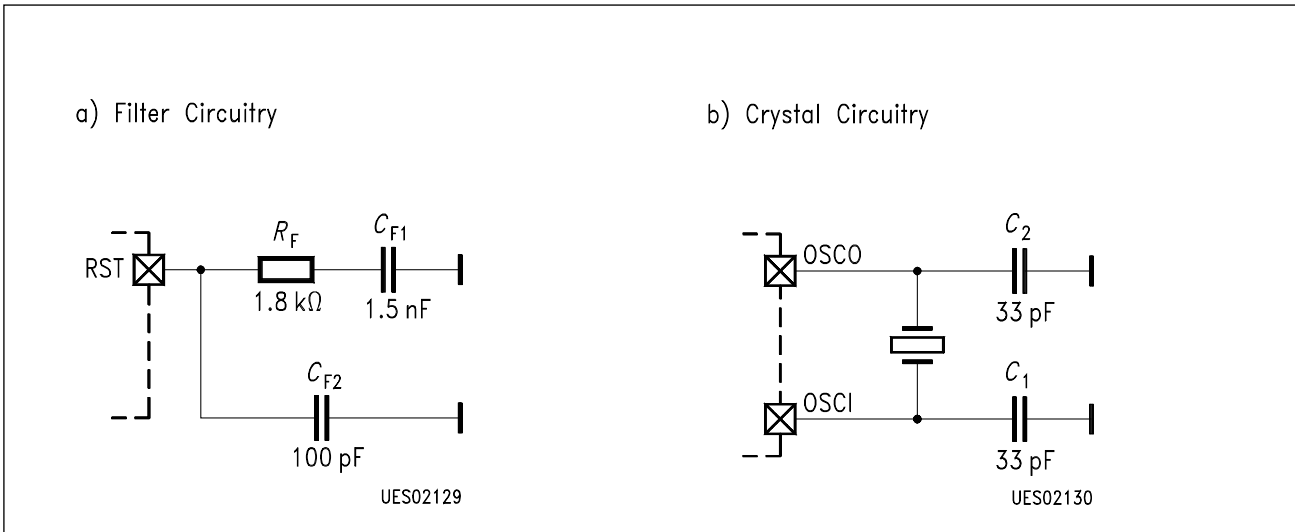 a) Filter Circuitry
RST
R_F
1.8 kΩ
C_F1
1.5 nF
C_F2
100 pF
UES02129
b) Crystal Circuitry
OSCO
C_2
33 pF
OSCI
C_1
33 pF
UES02130